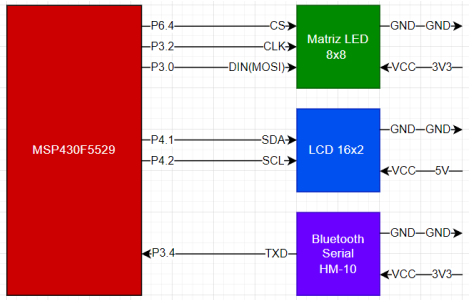 P6.4 CS GND GND
P3.2 CLK Matriz LED
8x8
P3.0 DIN(MOSI) VCC 3V3
MSP430F5529
P4.1 SDA GND GND
P4.2 SCL LCD 16x2
VCC 5V
Bluetooth GND GND
P3.4 TXD Serial
HM-10 VCC 3V3